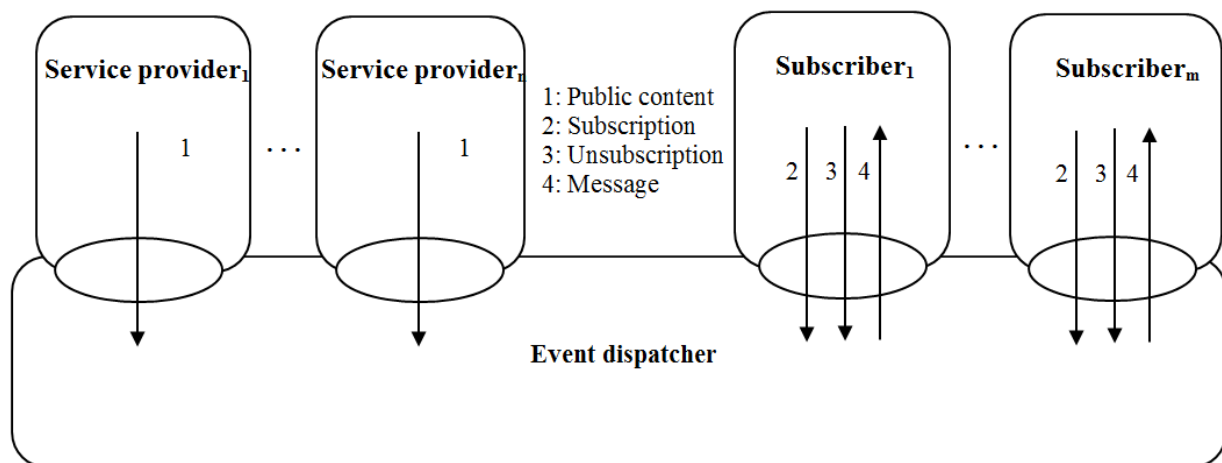 Service provider₁
1
. . .
Service providerₙ
1
1: Public content
2: Subscription
3: Unsubscription
4: Message
Subscriber₁
2 3 4
. . .
Subscriberₘ
2 3 4
Event dispatcher